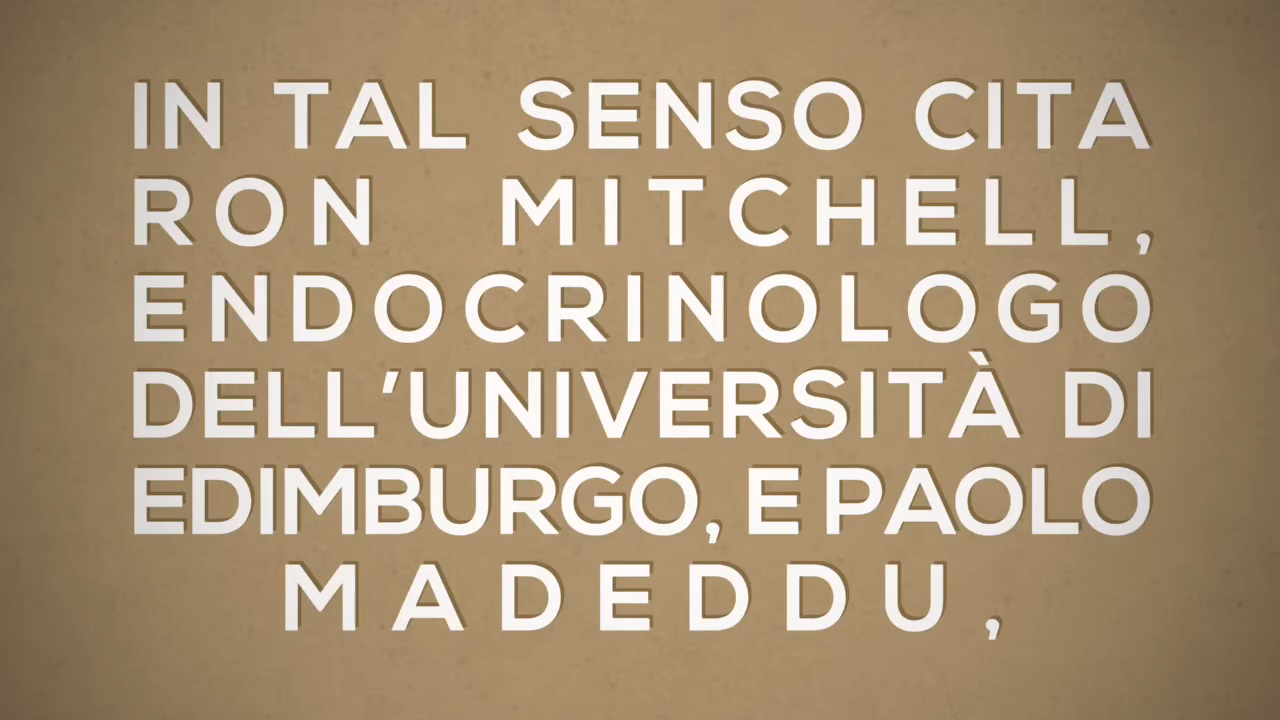 IN TAL SENSO CITA
RON MITCHELL,
ENDOCRINOLOGO
DELL'UNIVERSITÀ DI
EDIMBURGO, E PAOLO
MADEDDU,